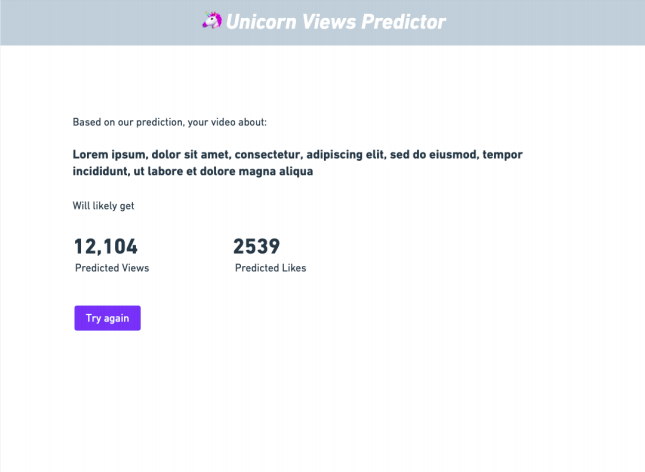 🦄 Unicorn Views Predictor
Based on our prediction, your video about:
Lorem ipsum, dolor sit amet, consectetur, adipiscing elit, sed do eiusmod, tempor
incididunt, ut labore et dolore magna aliqua
Will likely get
12,104 2539
Predicted Views Predicted Likes
Try again